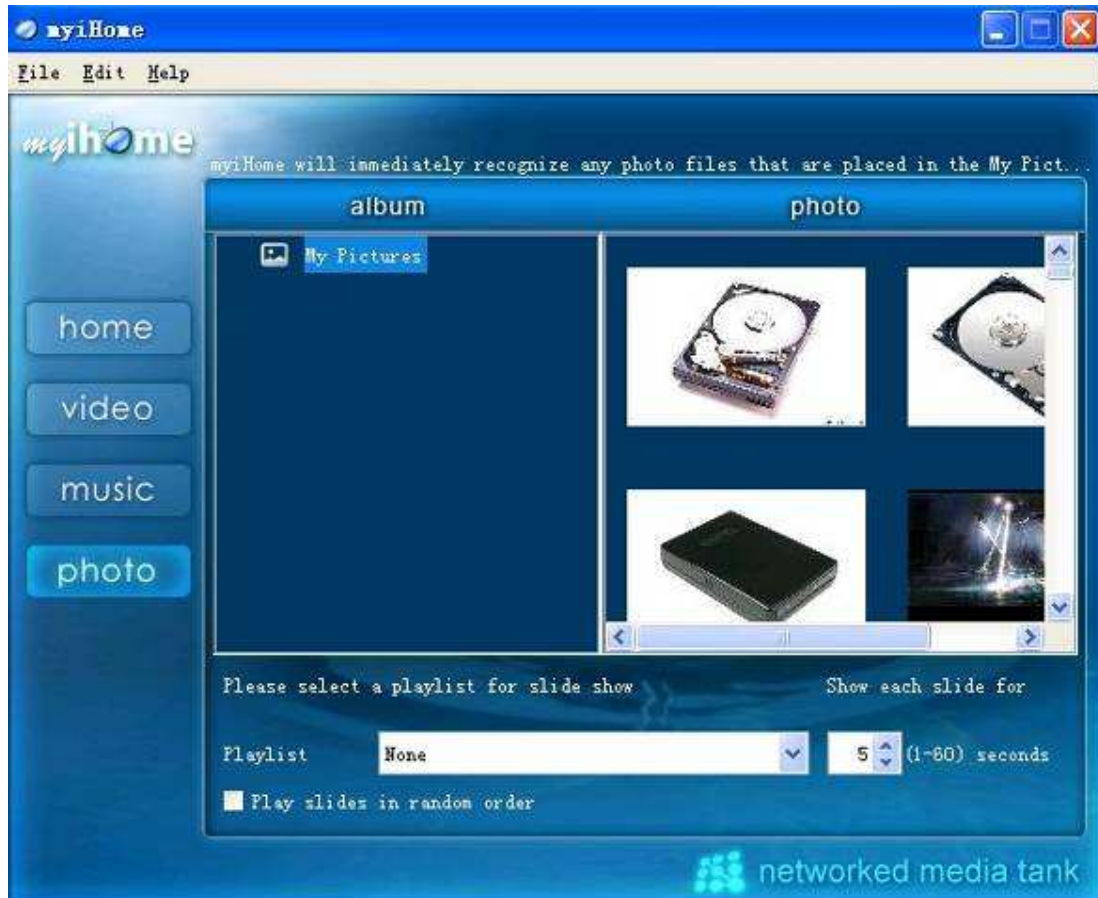 myiHome
File Edit Help
myihome
myiHome will immediately recognize any photo files that are placed in the My Pict...
album photo
My Pictures
home
video
music
photo
Please select a playlist for slide show Show each slide for
Playlist None 5 (1-60) seconds
Play slides in random order
networked media tank